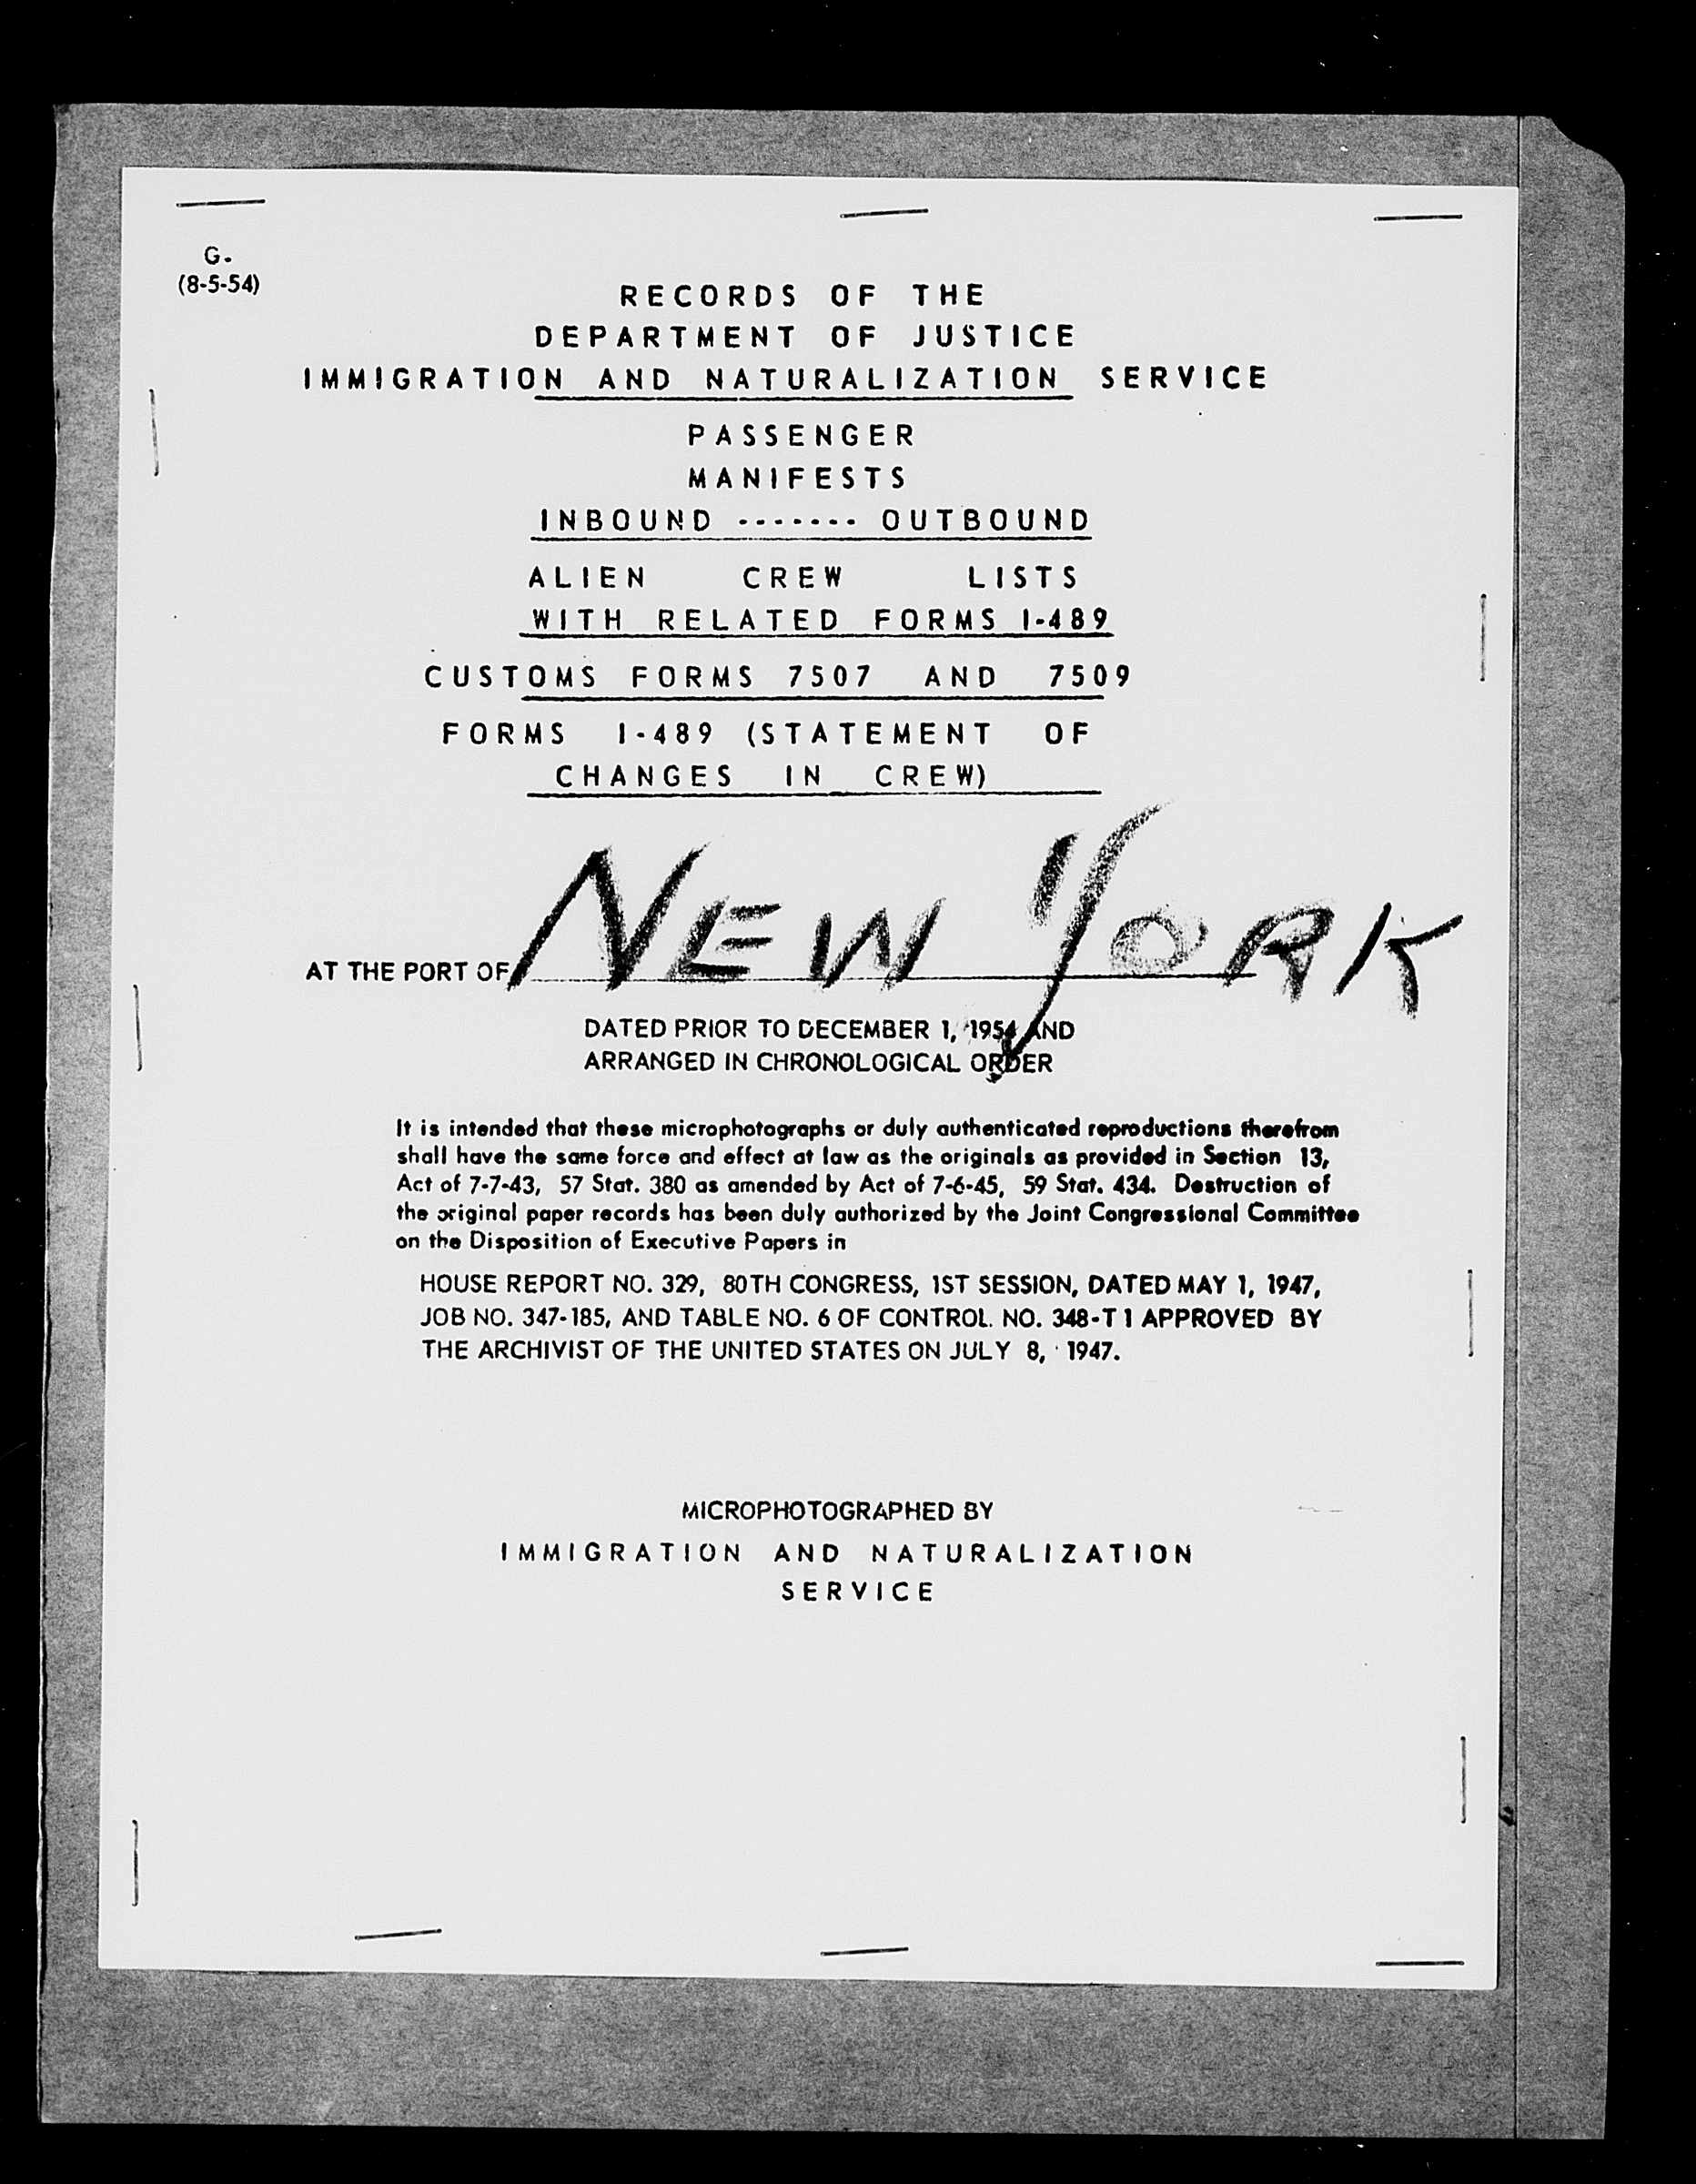 G.
(8-5-54)
RECORDS OF THE
DEPARTMENT OF JUSTICE
IMMIGRATION AND NATURALIZATION SERVICE
PASSENGER
MANIFESTS
INBOUND ------- OUTBOUND
ALIEN CREW LISTS
WITH RELATED FORMS I-489
CUSTOMS FORMS 7507 AND 7509
FORMS I-489 (STATEMENT OF
CHANGES IN CREW)
AT THE PORT OF NEW YORK
DATED PRIOR TO DECEMBER 1, 1954 AND
ARRANGED IN CHRONOLOGICAL ORDER
It is intended that these microphotographs or duly authenticated reproductions therefrom
shall have the same force and effect at law as the originals as provided in Section 13,
Act of 7-7-43, 57 Stat. 380 as amended by Act of 7-6-45, 59 Stat. 434. Destruction of
the original paper records has been duly authorized by the Joint Congressional Committee
on the Disposition of Executive Papers in
HOUSE REPORT NO. 329, 80TH CONGRESS, 1ST SESSION, DATED MAY 1, 1947,
JOB NO. 347-185, AND TABLE NO. 6 OF CONTROL NO. 348-T1 APPROVED BY
THE ARCHIVIST OF THE UNITED STATES ON JULY 8, 1947.
MICROPHOTOGRAPHED BY
IMMIGRATION AND NATURALIZATION
SERVICE